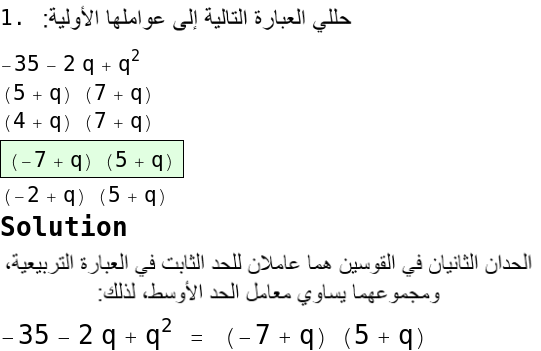 1. حللي العبارة التالية إلى عواملها الأولية:
-35 - 2 q + q²
(5 + q) (7 + q)
(4 + q) (7 + q)
(-7 + q) (5 + q)
(-2 + q) (5 + q)
Solution
الحدان الثانيان في القوسين هما عاملان للحد الثابت في العبارة التربيعية،
ومجموعهما يساوي معامل الحد الأوسط، لذلك:
-35 - 2 q + q² = (-7 + q) (5 + q)